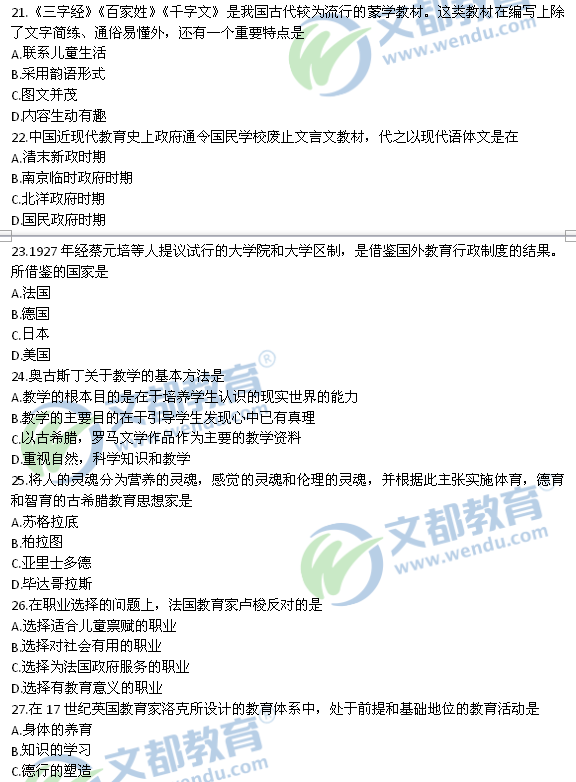 21.《三字经》《百家姓》《千字文》是我国古代较为流行的蒙学教材。这类教材在编写上除
了文字简练、通俗易懂外，还有一个重要特点是
A.联系儿童生活
B.采用韵语形式
C.图文并茂
D.内容生动有趣
22.中国近现代教育史上政府通令国民学校废止文言文教材，代之以现代语体文是在
A.清末新政时期
B.南京临时政府时期
C.北洋政府时期
D.国民政府时期
23.1927年经蔡元培等人提议试行的大学院和大学区制，是借鉴国外教育行政制度的结果。
所借鉴的国家是
A.法国
B.德国
C.日本
D.美国
24.奥古斯丁关于教学的基本方法是
A.教学的根本目的是在于培养学生认识的现实世界的能力
B.教学的主要目的在于引导学生发现心中已有真理
C.以古希腊，罗马文学作品作为主要的教学资料
D.重视自然，科学知识和教学
25.将人的灵魂分为营养的灵魂，感觉的灵魂和伦理的灵魂，并根据此主张实施体育，德育
和智育的古希腊教育思想家是
A.苏格拉底
B.柏拉图
C.亚里士多德
D.毕达哥拉斯
26.在职业选择的问题上，法国教育家卢梭反对的是
A.选择适合儿童禀赋的职业
B.选择对社会有用的职业
C.选择为法国政府服务的职业
D.选择有教育意义的职业
27.在17世纪英国教育家洛克所设计的教育体系中，处于前提和基础地位的教育活动是
A.身体的养育
B.知识的学习
C.德行的塑造
文都教育
www.wendu.com
文都教育®
www.wendu.com
文都教育®
www.wendu.com
文都教育
www.wendu.com